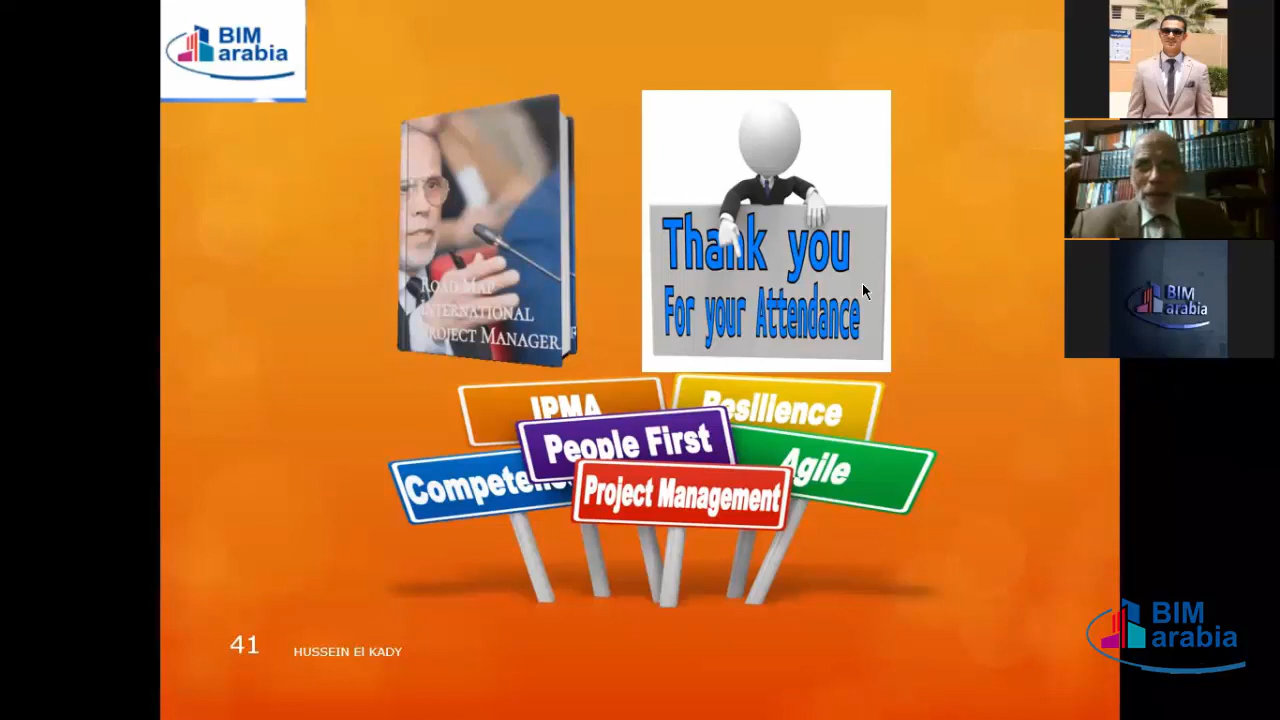 BIM
arabia
ROAD MAP
INTERNATIONAL
PROJECT MANAGER
Thank you
For your Attendance
IPMA
Resilience
People First
Agile
Project Management
41
HUSSEIN El KADY
BIM
arabia
BIM
arabia